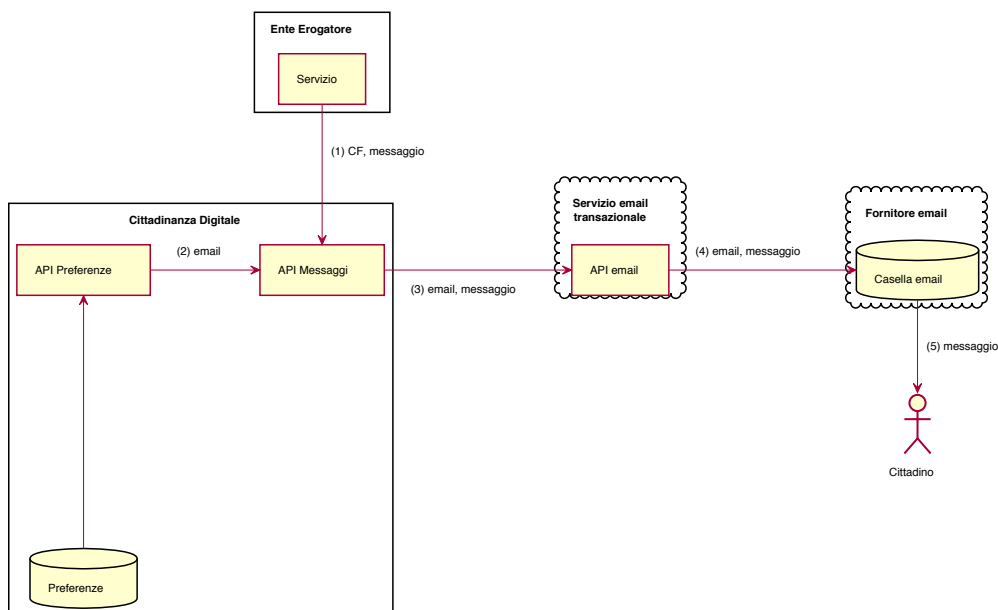 Ente Erogatore
Servizio
(1) CF, messaggio
Cittadinanza Digitale
API Preferenze
(2) email
API Messaggi
(3) email, messaggio
Servizio email
transazionale
API email
(4) email, messaggio
Fornitore email
Casella email
(5) messaggio
Cittadino
Preferenze